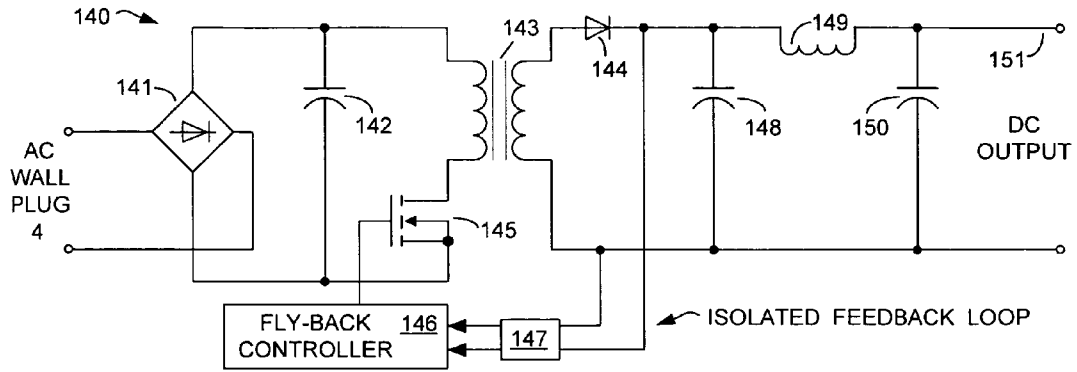 140
141
142
143
144
149
151
148
150
AC
WALL
PLUG
4
DC
OUTPUT
145
FLY-BACK
CONTROLLER
146
147
ISOLATED FEEDBACK LOOP